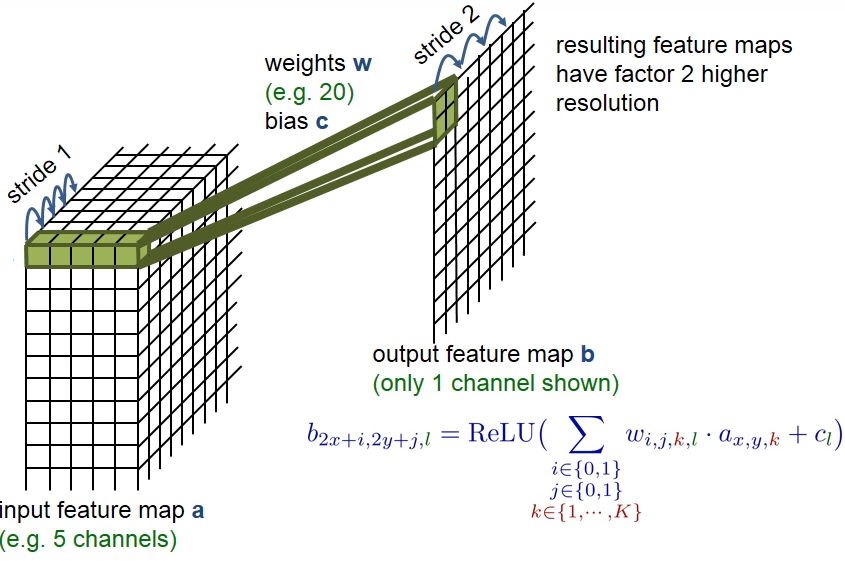 stride 2
weights w
(e.g. 20)
bias c
resulting feature maps
have factor 2 higher
resolution
stride 1
output feature map b
(only 1 channel shown)
b_{2x+i,2y+j,l} = ReLU( ∑ w_{i,j,k,l} · a_{x,y,k} + c_l )
i∈{0,1}
j∈{0,1}
k∈{1,⋯,K}
input feature map a
(e.g. 5 channels)